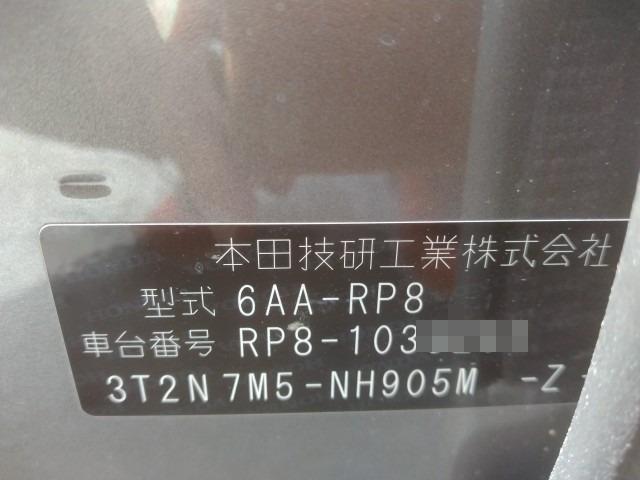 本田技研工業株式会社
型式 6AA-RP8
車台番号 RP8-103
3T2N7M5-NH905M -Z -